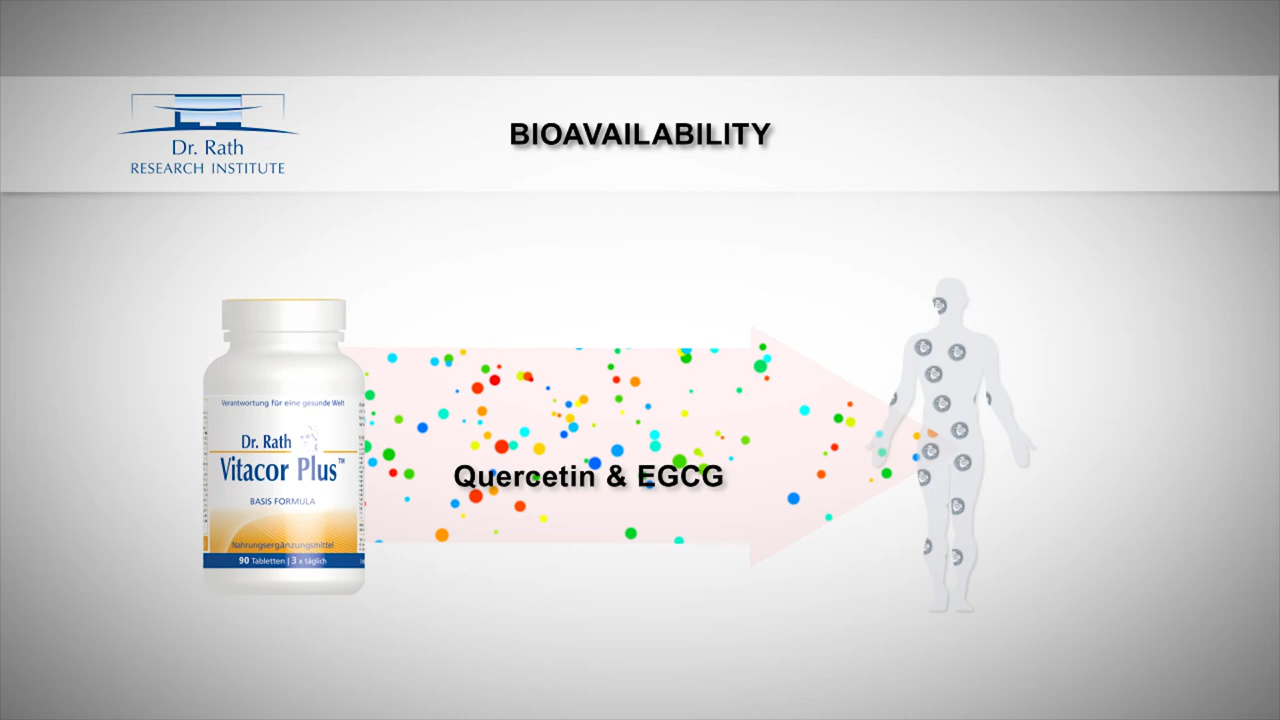 Dr. Rath
RESEARCH INSTITUTE
BIOAVAILABILITY
Verantwortung für eine gesunde Welt
Dr. Rath
Vitacor Plus™
BASIS FORMULA
Nahrungsergänzungsmittel
90 Tabletten | 3 x täglich
Quercetin & EGCG